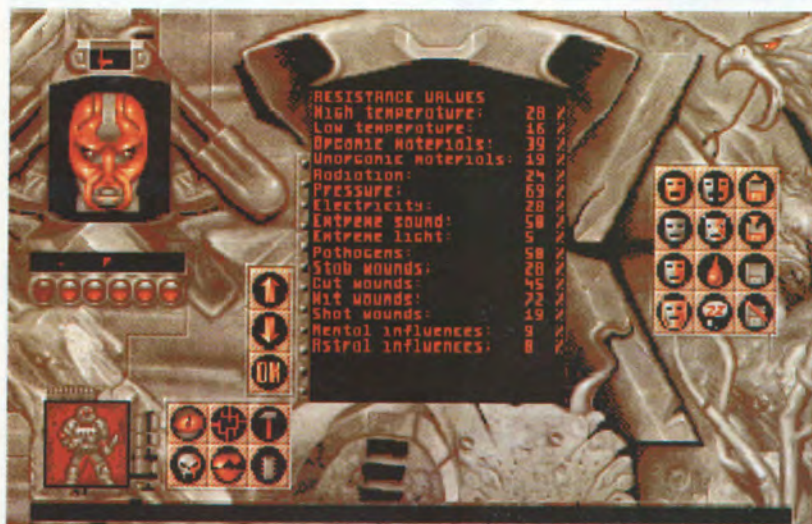 RESISTANCE VALUES
High temperature: 28 %
Low temperature: 16 %
Organic materials: 39 %
Unorganic materials: 19 %
Radiation: 24 %
Pressure: 69 %
Electricity: 28 %
Extreme sound: 58 %
Extreme light: 5 %
Pathogens: 58 %
Stab wounds: 28 %
Cut wounds: 45 %
Hit wounds: 72 %
Shot wounds: 19 %
Mental influences: 9 %
Astral influences: 8 %
OK